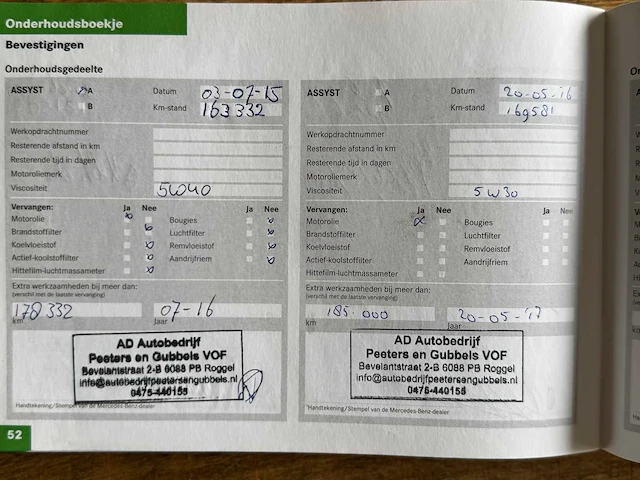 Onderhoudsboekje
Bevestigingen
Onderhoudsgedeelte
ASSYST A Datum 03-07-15
B Km-stand 163 332
Werkopdrachtnummer
Resterende afstand in km
Resterende tijd in dagen
Motoroliemerk
Viscositeit 5W40
Vervangen: Ja Nee Ja Nee
Motorolie Bougies
Brandstoffilter Luchtfilter
Koelvloeistof Remvloeistof
Actief-koolstoffilter Aandrijfriem
Hittefilm-luchtmassameter
Extra werkzaamheden bij meer dan:
(verschil met de laatste vervanging)
178332 07-16
km jaar
AD Autobedrijf
Peeters en Gubbels VOF
Bevelantstraat 2-B 6088 PB Roggel
info@autobedrijfpeetersengubbels.nl
0475-440155
Handtekening/Stempel van de Mercedes-Benz-dealer
52
ASSYST A Datum 20-05-16
B Km-stand 169581
Werkopdrachtnummer
Resterende afstand in km
Resterende tijd in dagen
Motoroliemerk
Viscositeit 5W30
Vervangen: Ja Nee Ja Nee
Motorolie Bougies
Brandstoffilter Luchtfilter
Koelvloeistof Remvloeistof
Actief-koolstoffilter Aandrijfriem
Hittefilm-luchtmassameter
Extra werkzaamheden bij meer dan:
(verschil met de laatste vervanging)
185.000 20-05-17
km jaar
AD Autobedrijf
Peeters en Gubbels VOF
Bevelantstraat 2-B 6088 PB Roggel
info@autobedrijfpeetersengubbels.nl
0475-440155
Handtekening/Stempel van de Mercedes-Benz-dealer